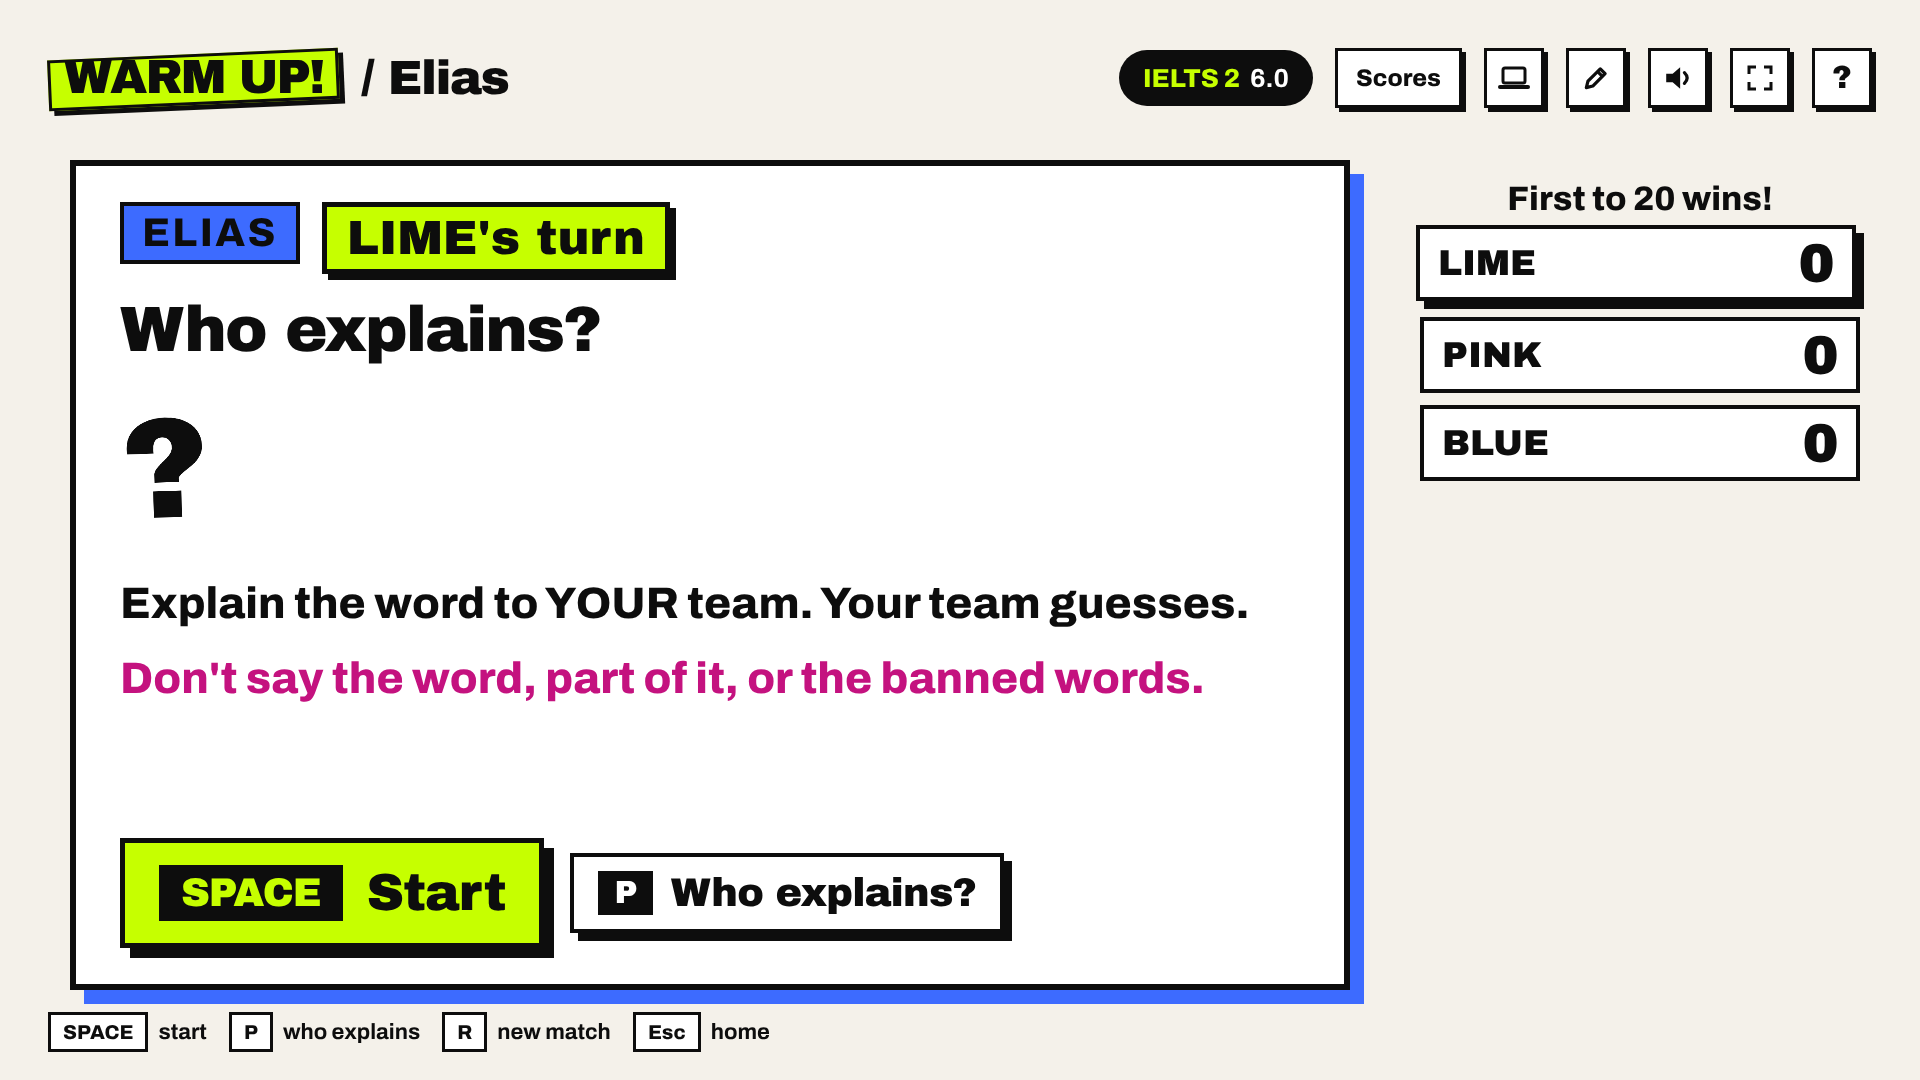 WARM UP! / Elias
IELTS 2 6.0
Scores
?
ELIAS
LIME's turn
Who explains?
?
Explain the word to YOUR team. Your team guesses.
Don't say the word, part of it, or the banned words.
SPACE Start
P Who explains?
First to 20 wins!
LIME 0
PINK 0
BLUE 0
SPACE start P who explains R new match Esc home